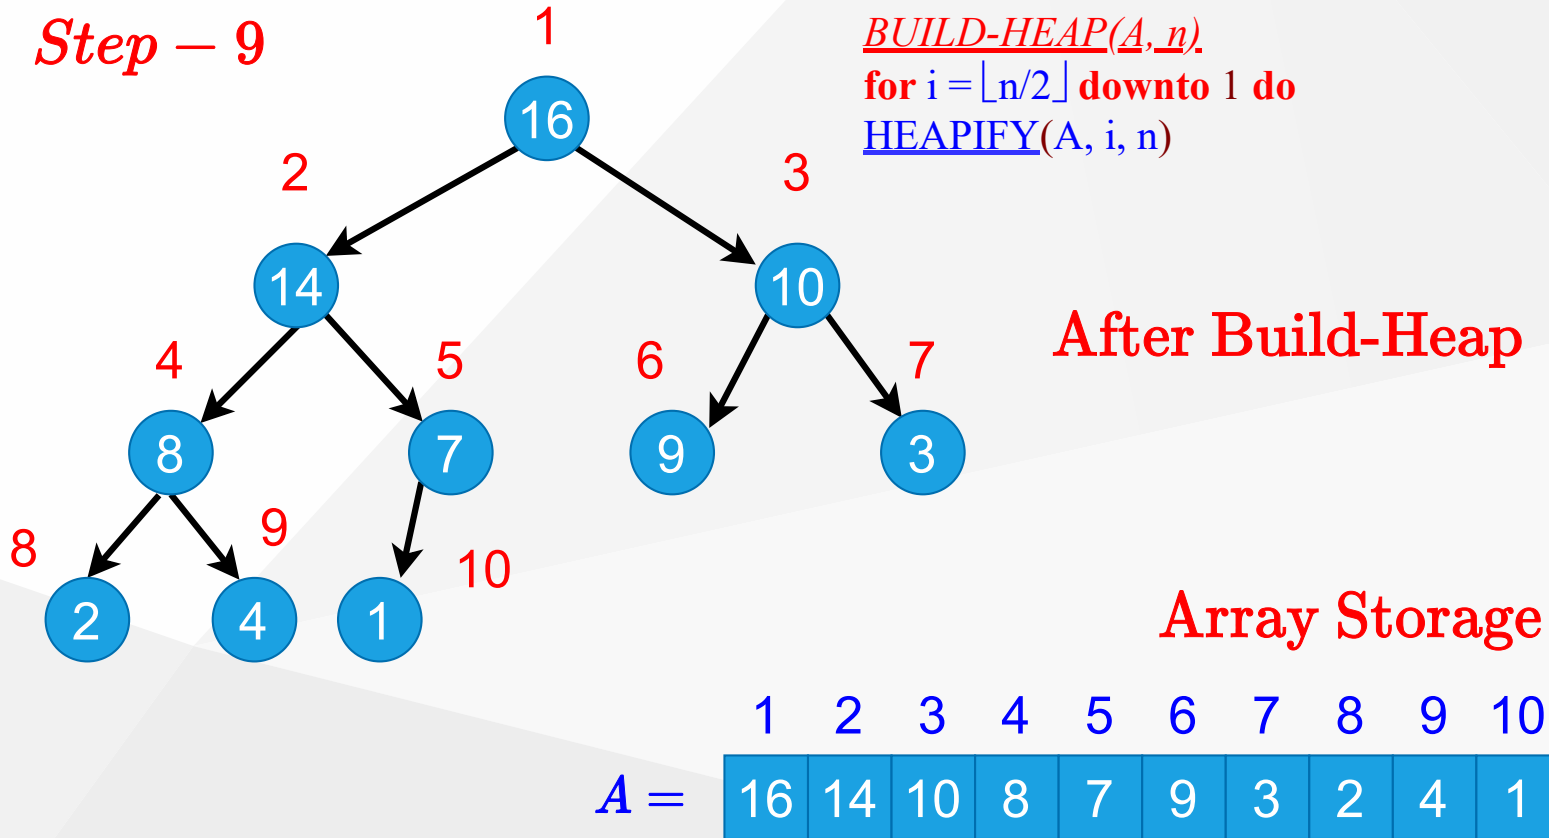 Step – 9
1
BUILD-HEAP(A, n)
for i = ⌊n/2⌋ downto 1 do
HEAPIFY(A, i, n)
16
2
3
14
10
After Build-Heap
4
5
6
7
8
7
9
3
8
9
10
2
4
1
Array Storage
1 2 3 4 5 6 7 8 9 10
A = 16 14 10 8 7 9 3 2 4 1